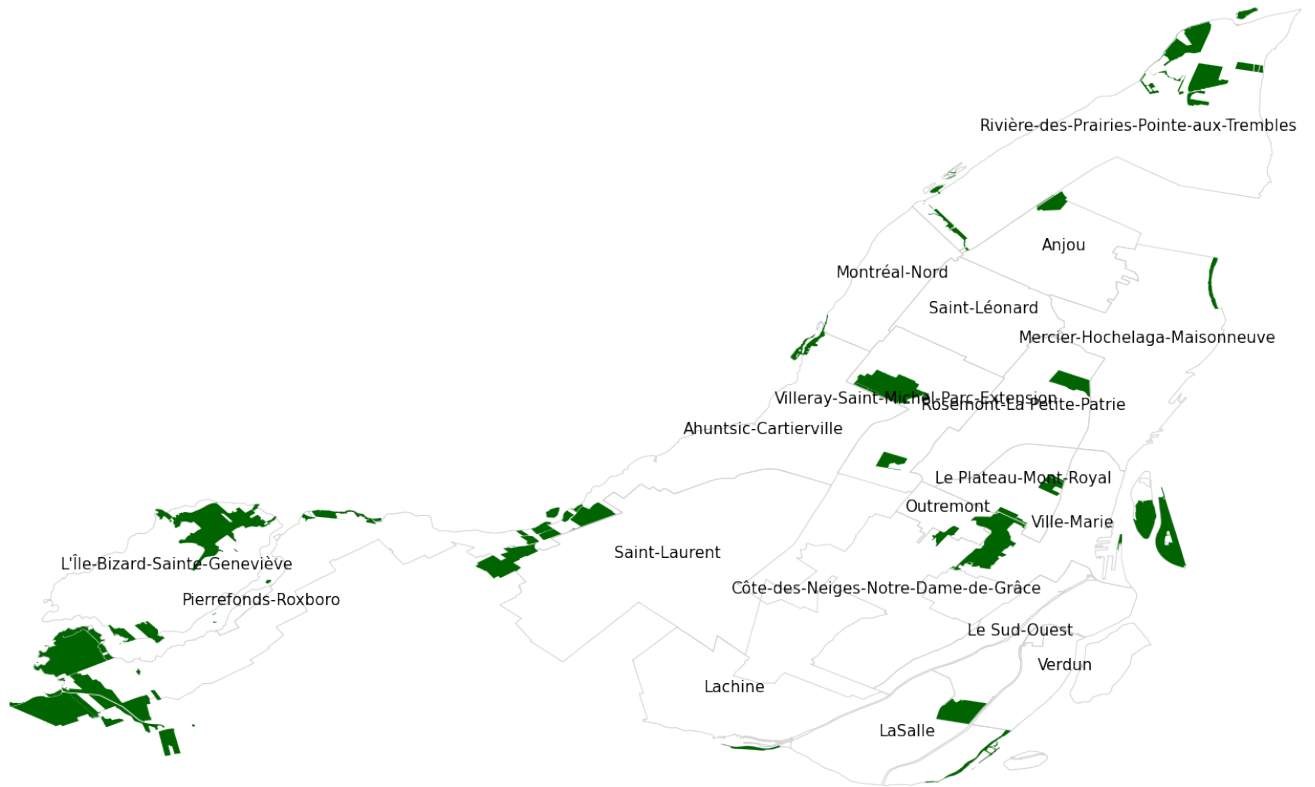 Rivière-des-Prairies-Pointe-aux-Trembles
Anjou
Montréal-Nord
Saint-Léonard
Mercier-Hochelaga-Maisonneuve
Villeray-Saint-Michel-Parc-Extension
Rosemont-La Petite-Patrie
Ahuntsic-Cartierville
Le Plateau-Mont-Royal
Outremont
Ville-Marie
Saint-Laurent
L'Île-Bizard-Sainte-Geneviève
Côte-des-Neiges-Notre-Dame-de-Grâce
Pierrefonds-Roxboro
Le Sud-Ouest
Verdun
Lachine
LaSalle